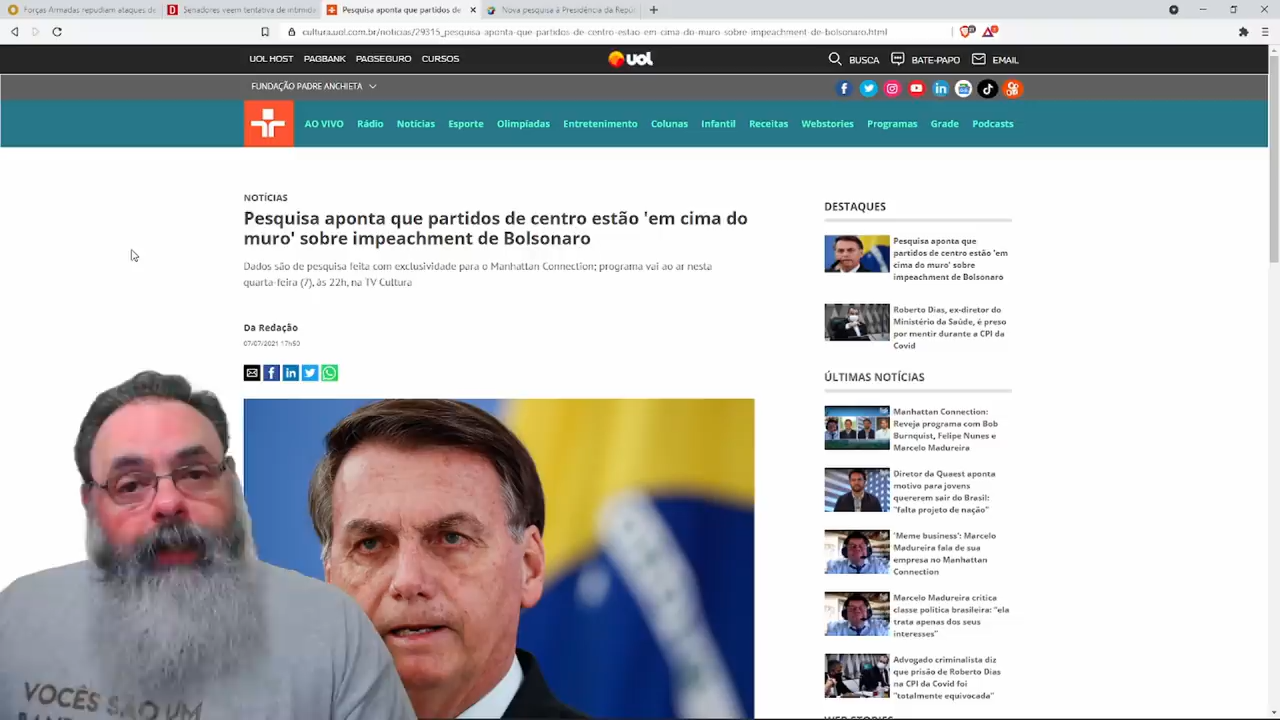 Forças Armadas repudiam ataques de
Senadores veem tentativa de intimid
Pesquisa aponta que partidos de
Nova pesquisa à Presidência da Repú
cultura.uol.com.br/noticias/29315_pesquisa-aponta-que-partidos-de-centro-estao-em-cima-do-muro-sobre-impeachment-de-bolsonaro.html
UOL HOST PAGBANK PAGSEGURO CURSOS
uol
BUSCA BATE-PAPO EMAIL
FUNDAÇÃO PADRE ANCHIETA
AO VIVO Rádio Notícias Esporte Olimpíadas Entretenimento Colunas Infantil Receitas Webstories Programas Grade Podcasts
NOTÍCIAS
Pesquisa aponta que partidos de centro estão 'em cima do
muro' sobre impeachment de Bolsonaro
Dados são de pesquisa feita com exclusividade para o Manhattan Connection; programa vai ao ar nesta
quarta-feira (7), às 22h, na TV Cultura
Da Redação
07/07/2021 17h50
DESTAQUES
Pesquisa aponta que
partidos de centro estão 'em
cima do muro' sobre
impeachment de Bolsonaro
Roberto Dias, ex-diretor do
Ministério da Saúde, é preso
por mentir durante a CPI da
Covid
ÚLTIMAS NOTÍCIAS
Manhattan Connection:
Reveja programa com Bob
Burnquist, Felipe Nunes e
Marcelo Madureira
Diretor da Quaest aponta
motivo para jovens
quererem sair do Brasil:
"falta projeto de nação"
'Meme business': Marcelo
Madureira fala de sua
empresa no Manhattan
Connection
Marcelo Madureira critica
classe política brasileira: "ela
trata apenas dos seus
interesses"
Advogado criminalista diz
que prisão de Roberto Dias
na CPI da Covid foi
"totalmente equivocada"
WEB STORIES
VOCÊS